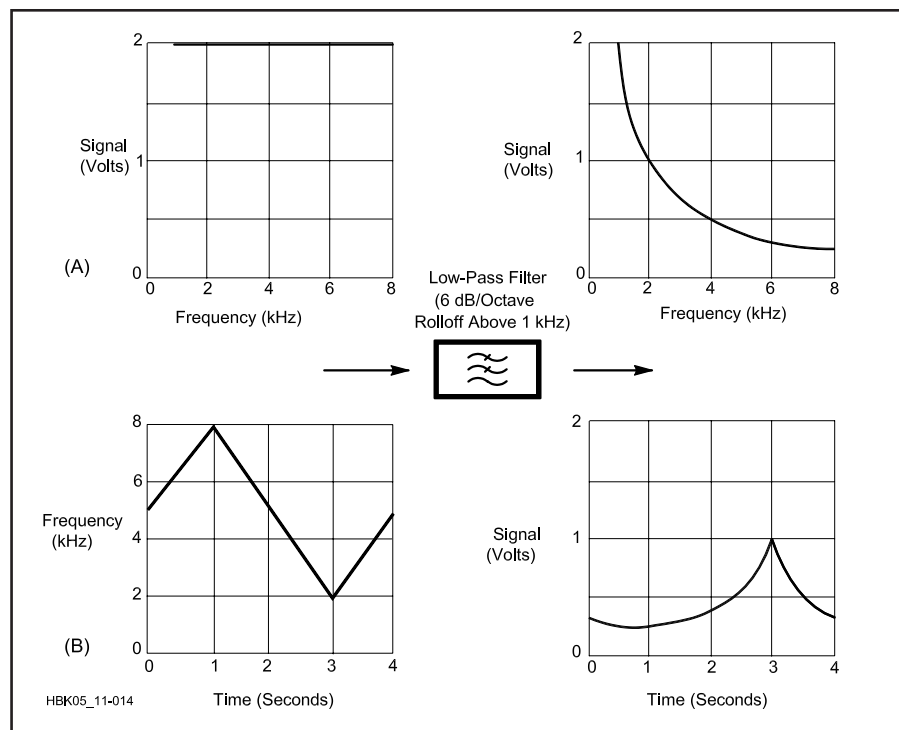 2
Signal
(Volts)
1
0
(A)
0 2 4 6 8
Frequency (kHz)
2
Signal
(Volts)
1
0
0 2 4 6 8
Frequency (kHz)
Low-Pass Filter
(6 dB/Octave
Rolloff Above 1 kHz)
8
6
Frequency
(kHz)
4
2
0
(B)
0 1 2 3 4
Time (Seconds)
HBK05_11-014
2
Signal
(Volts)
1
0
0 1 2 3 4
Time (Seconds)